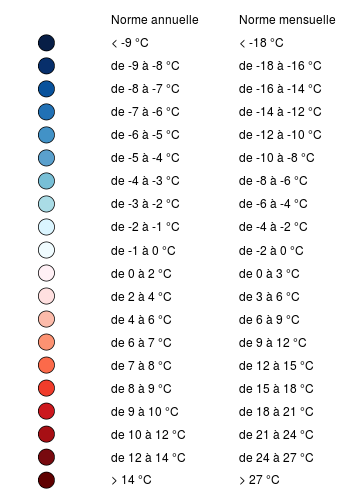 Norme annuelle Norme mensuelle
< -9 °C < -18 °C
de -9 à -8 °C de -18 à -16 °C
de -8 à -7 °C de -16 à -14 °C
de -7 à -6 °C de -14 à -12 °C
de -6 à -5 °C de -12 à -10 °C
de -5 à -4 °C de -10 à -8 °C
de -4 à -3 °C de -8 à -6 °C
de -3 à -2 °C de -6 à -4 °C
de -2 à -1 °C de -4 à -2 °C
de -1 à 0 °C de -2 à 0 °C
de 0 à 2 °C de 0 à 3 °C
de 2 à 4 °C de 3 à 6 °C
de 4 à 6 °C de 6 à 9 °C
de 6 à 7 °C de 9 à 12 °C
de 7 à 8 °C de 12 à 15 °C
de 8 à 9 °C de 15 à 18 °C
de 9 à 10 °C de 18 à 21 °C
de 10 à 12 °C de 21 à 24 °C
de 12 à 14 °C de 24 à 27 °C
> 14 °C > 27 °C